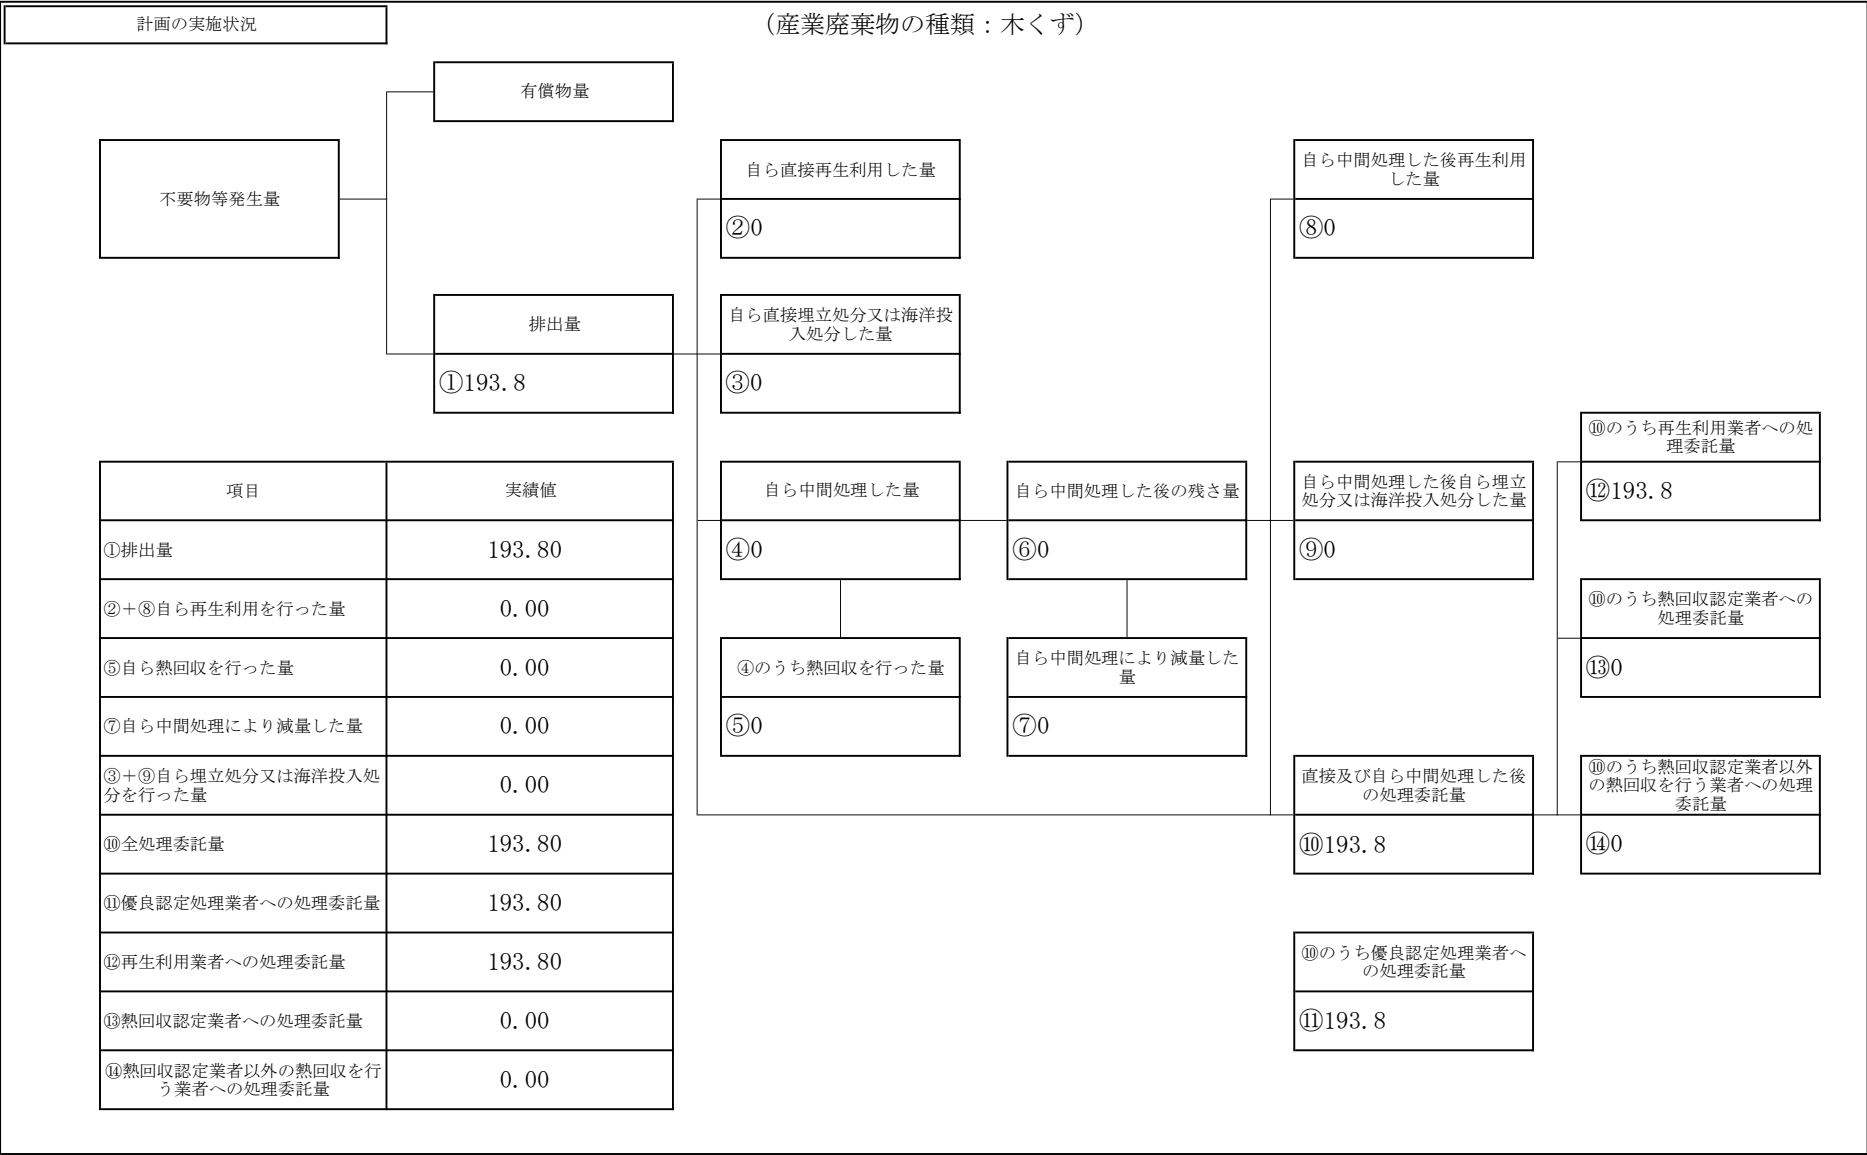 計画の実施状況
（産業廃棄物の種類：木くず）
有償物量
不要物等発生量
自ら直接再生利用した量
②0
自ら中間処理した後再生利用
した量
⑧0
排出量
①193.8
自ら直接埋立処分又は海洋投
入処分した量
③0
⑩のうち再生利用業者への処
理委託量
⑫193.8
自ら中間処理した量
④0
自ら中間処理した後の残さ量
⑥0
自ら中間処理した後自ら埋立
処分又は海洋投入処分した量
⑨0
⑩のうち熱回収認定業者への
処理委託量
⑬0
④のうち熱回収を行った量
⑤0
自ら中間処理により減量した
量
⑦0
直接及び自ら中間処理した後
の処理委託量
⑩193.8
⑩のうち熱回収認定業者以外
の熱回収を行う業者への処理
委託量
⑭0
⑩のうち優良認定処理業者へ
の処理委託量
⑪193.8
項目 実績値
①排出量 193.80
②＋⑧自ら再生利用を行った量 0.00
⑤自ら熱回収を行った量 0.00
⑦自ら中間処理により減量した量 0.00
③＋⑨自ら埋立処分又は海洋投入処
分を行った量 0.00
⑩全処理委託量 193.80
⑪優良認定処理業者への処理委託量 193.80
⑫再生利用業者への処理委託量 193.80
⑬熱回収認定業者への処理委託量 0.00
⑭熱回収認定業者以外の熱回収を行
う業者への処理委託量 0.00